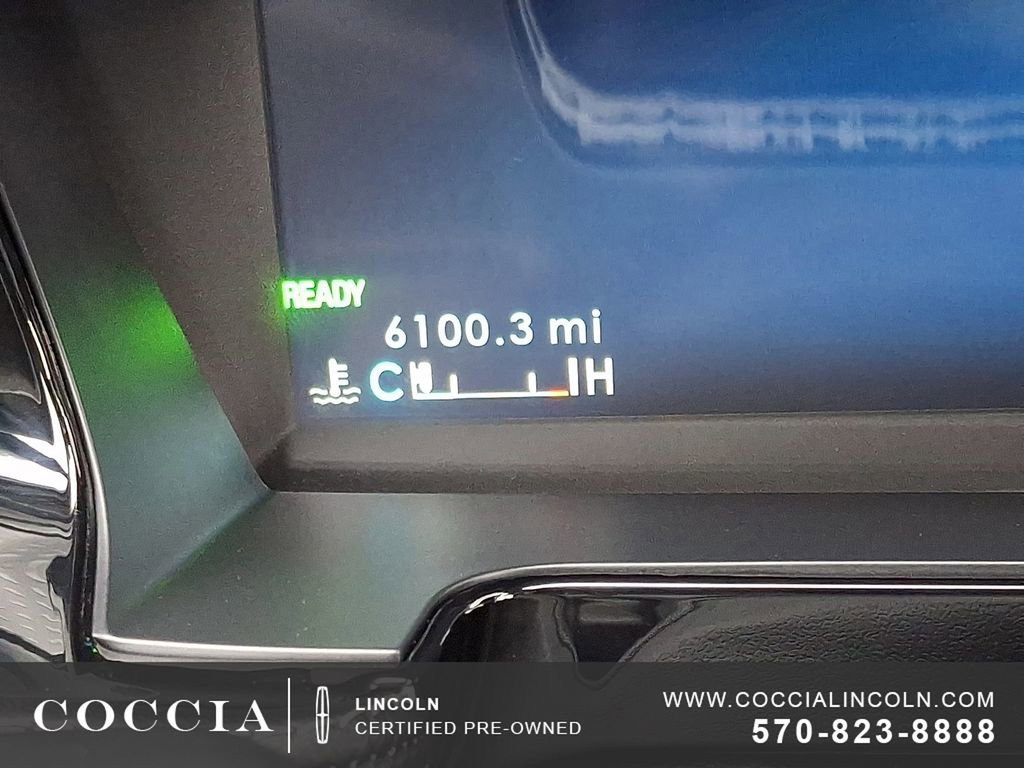 READY
6100.3 mi
C H
COCCIA
LINCOLN
CERTIFIED PRE-OWNED
WWW.COCCIALINCOLN.COM
570-823-8888